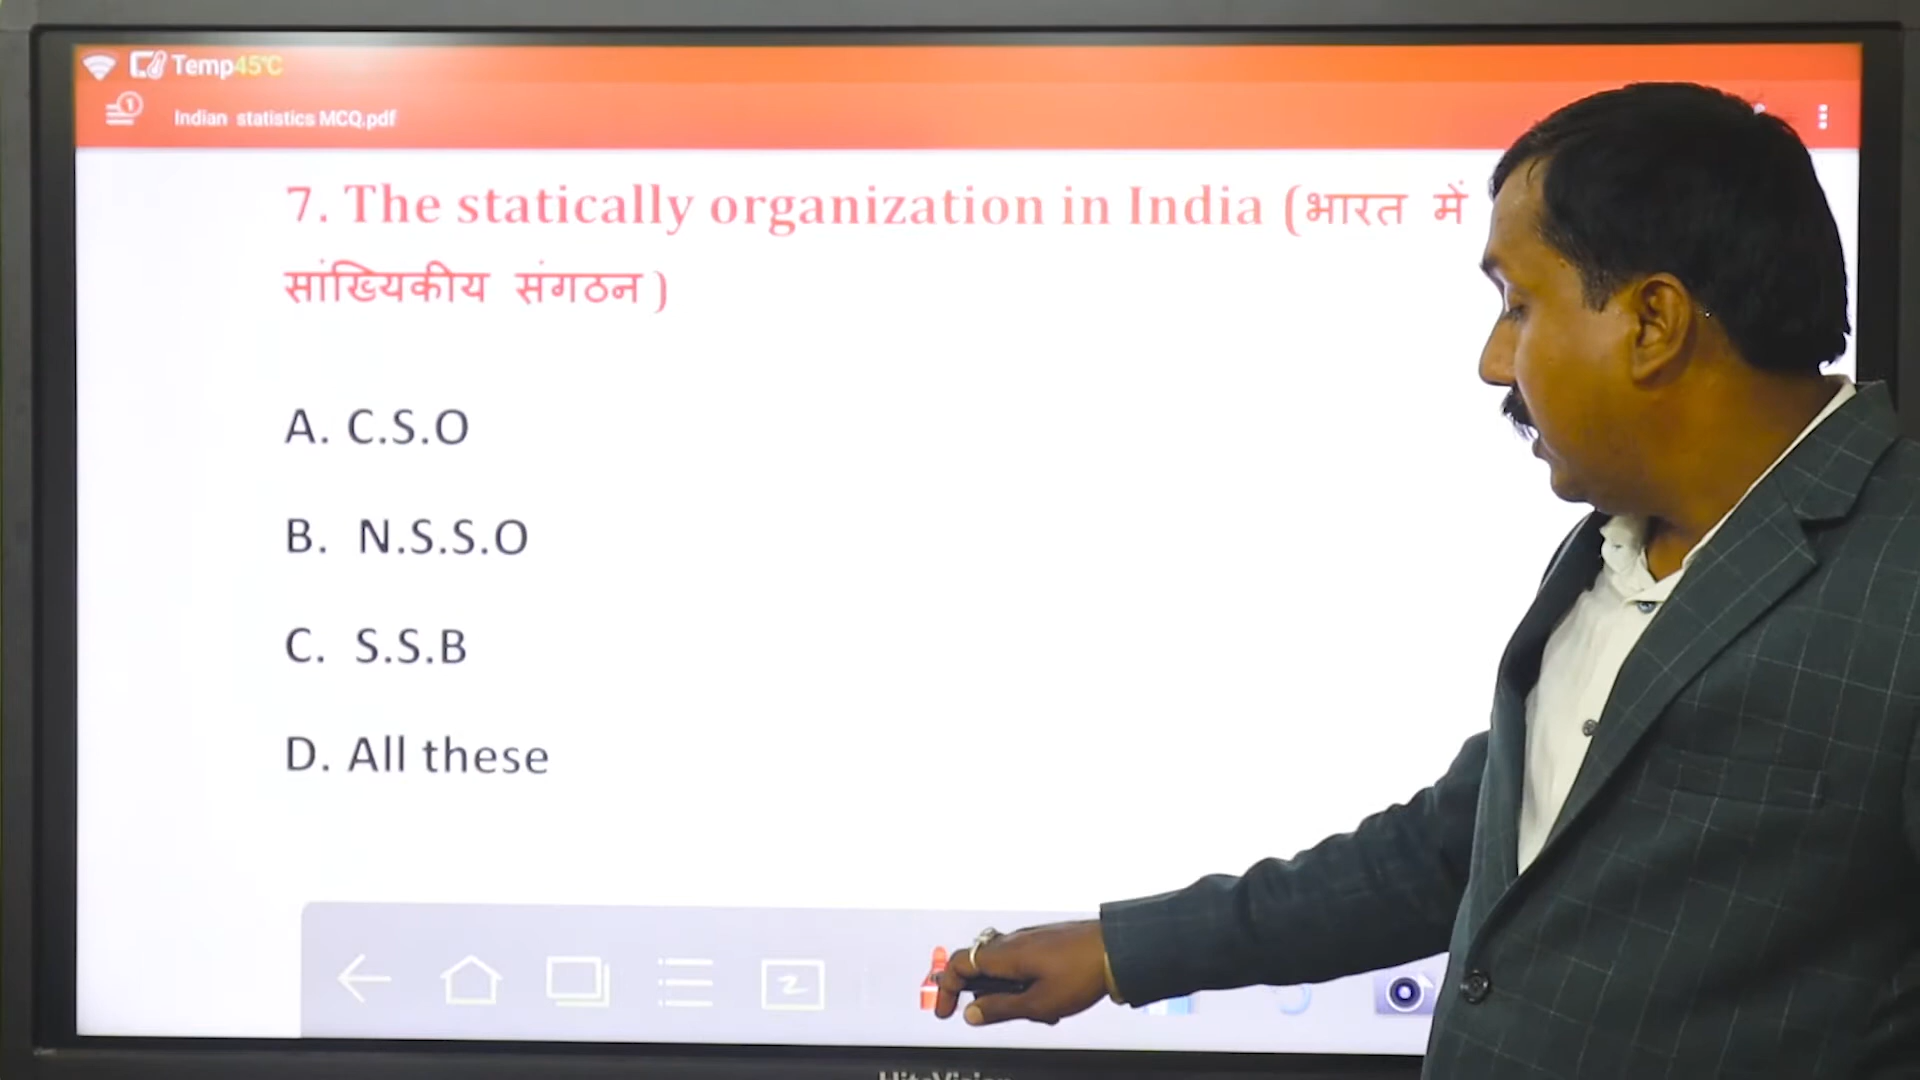 Temp45℃
Indian statistics MCQ.pdf
7. The statically organization in India (भारत में
सांख्यिकीय संगठन )
A. C.S.O
B. N.S.S.O
C. S.S.B
D. All these